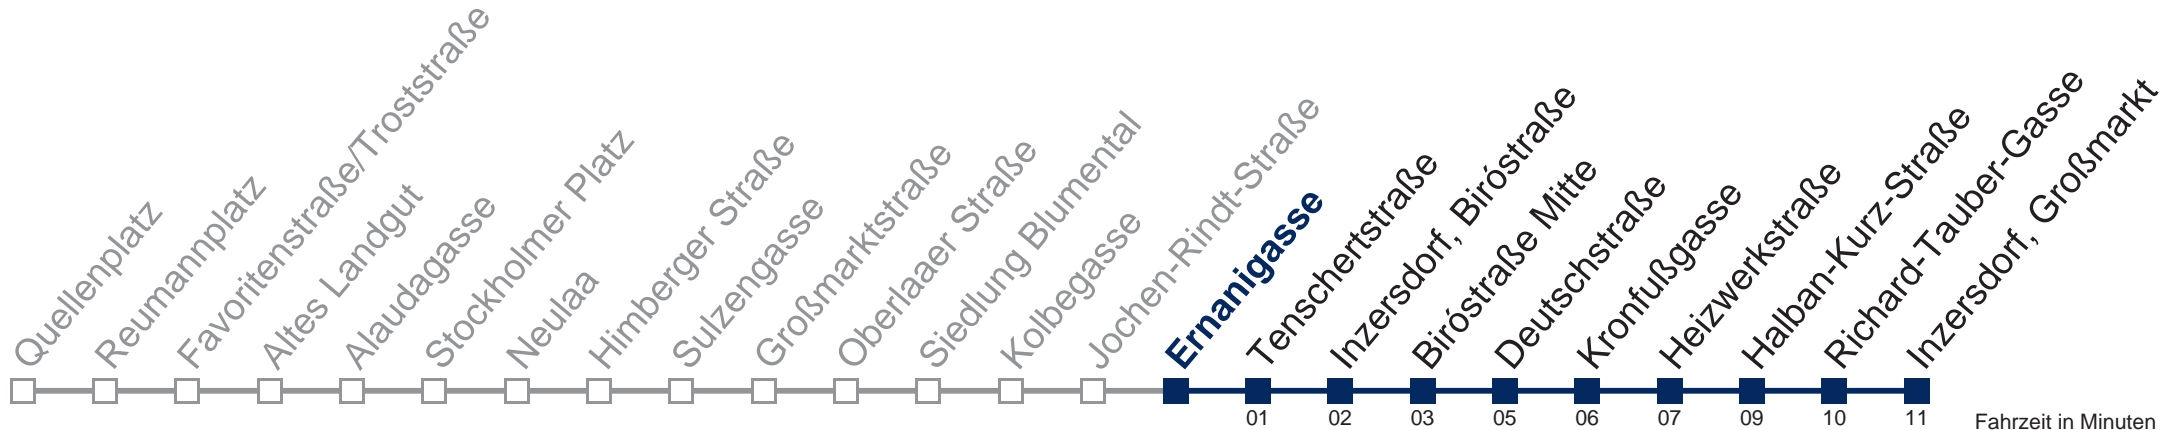 Quellenplatz
Reumannplatz
Favoritenstraße/Troststraße
Altes Landgut
Alaudagasse
Stockholmer Platz
Neulaa
Himberger Straße
Sulzengasse
Großmarktstraße
Oberlaaer Straße
Siedlung Blumental
Kolbegasse
Jochen-Rindt-Straße
Ernanigasse
Tenschertstraße
Inzersdorf, Biróstraße
Biróstraße Mitte
Deutschstraße
Kronfußgasse
Heizwerkstraße
Halban-Kurz-Straße
Richard-Tauber-Gasse
Inzersdorf, Großmarkt
01 02 03 05 06 07 09 10 11
Fahrzeit in Minuten